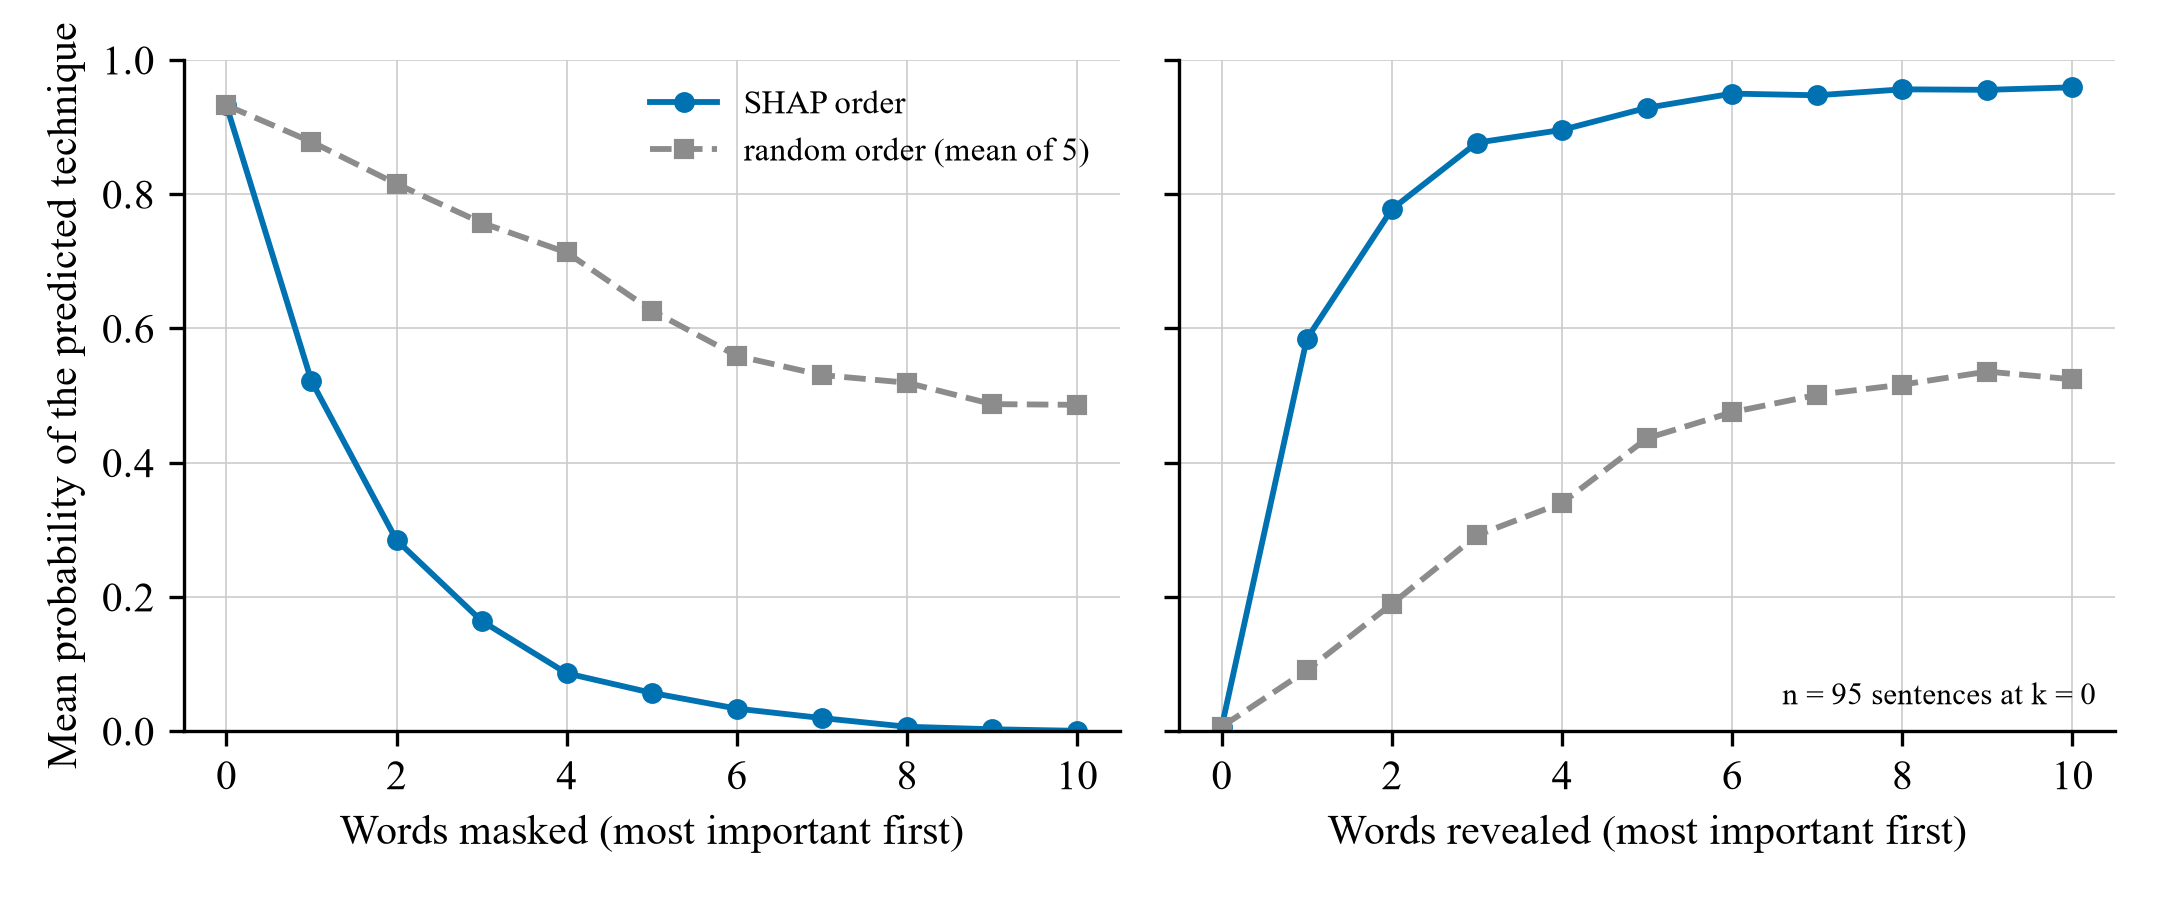 Mean probability of the predicted technique
1.0
0.8
0.6
0.4
0.2
0.0
SHAP order
random order (mean of 5)
0 2 4 6 8 10
Words masked (most important first)
n = 95 sentences at k = 0
0 2 4 6 8 10
Words revealed (most important first)